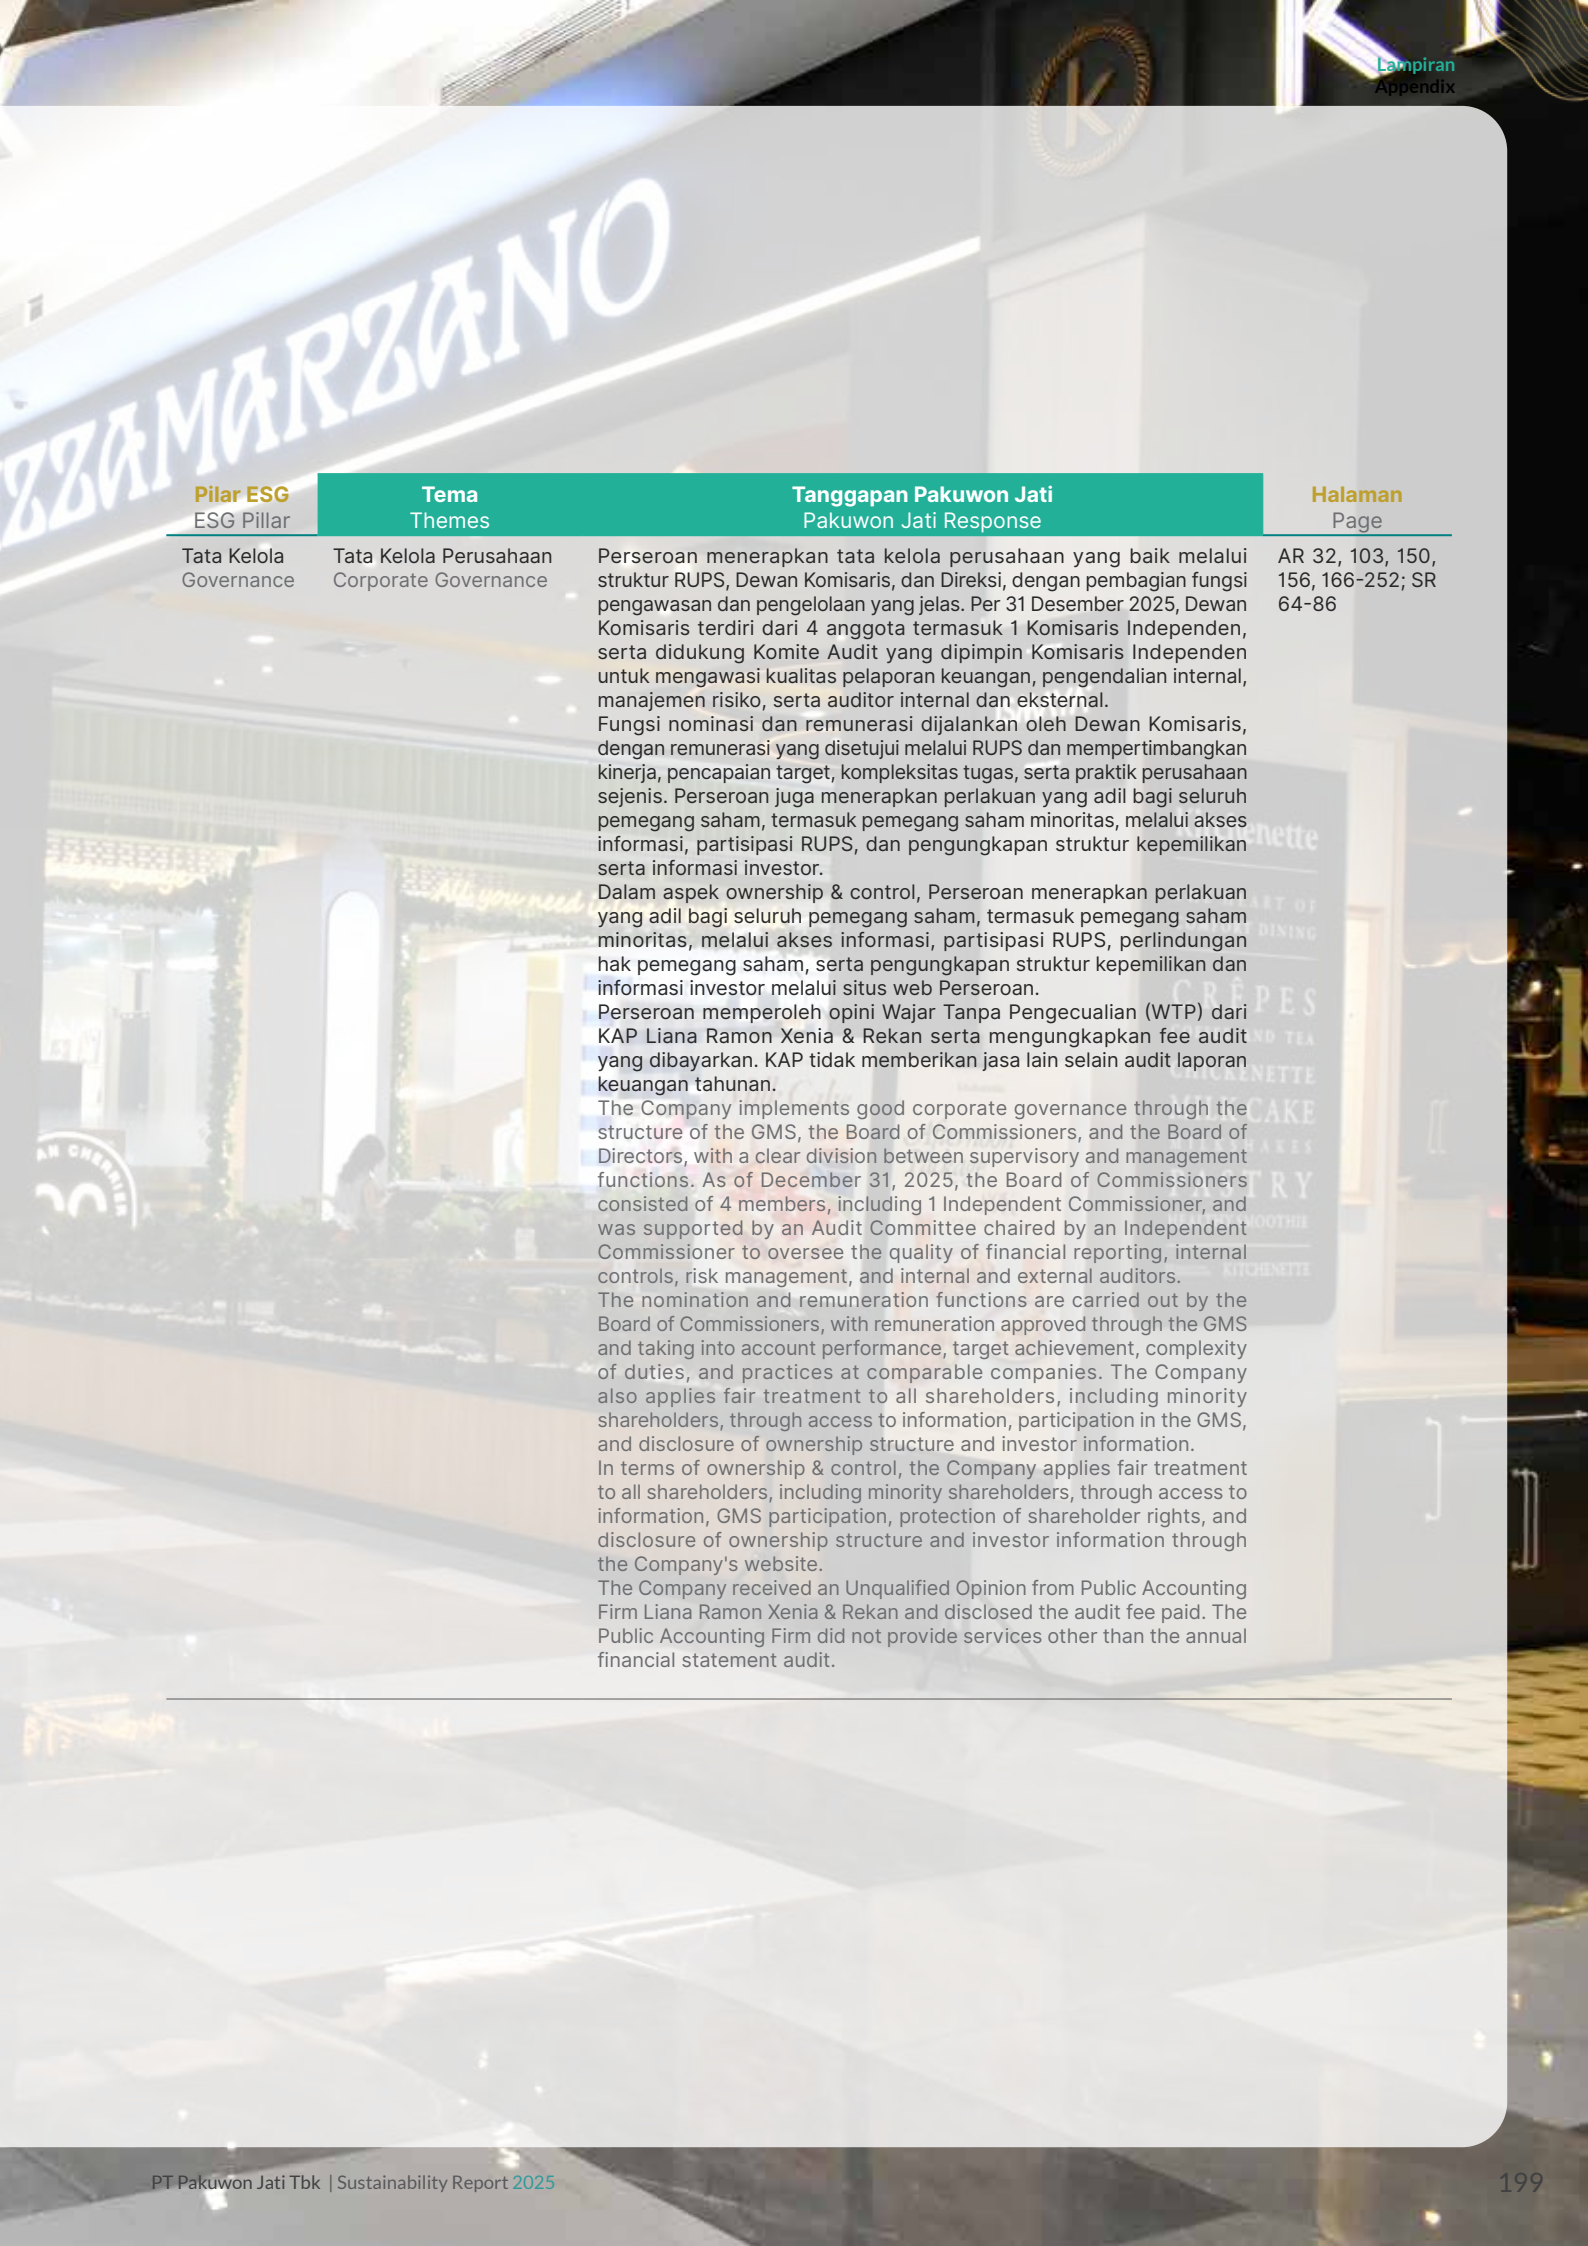 Lampiran
Appendix
ZZAMARZANO
K
Pilar ESG
ESG Pillar
Tema
Themes
Tanggapan Pakuwon Jati
Pakuwon Jati Response
Halaman
Page
Tata Kelola
Governance
Tata Kelola Perusahaan
Corporate Governance
Perseroan menerapkan tata kelola perusahaan yang baik melalui
struktur RUPS, Dewan Komisaris, dan Direksi, dengan pembagian fungsi
pengawasan dan pengelolaan yang jelas. Per 31 Desember 2025, Dewan
Komisaris terdiri dari 4 anggota termasuk 1 Komisaris Independen,
serta didukung Komite Audit yang dipimpin Komisaris Independen
untuk mengawasi kualitas pelaporan keuangan, pengendalian internal,
manajemen risiko, serta auditor internal dan eksternal.
Fungsi nominasi dan remunerasi dijalankan oleh Dewan Komisaris,
dengan remunerasi yang disetujui melalui RUPS dan mempertimbangkan
kinerja, pencapaian target, kompleksitas tugas, serta praktik perusahaan
sejenis. Perseroan juga menerapkan perlakuan yang adil bagi seluruh
pemegang saham, termasuk pemegang saham minoritas, melalui akses
informasi, partisipasi RUPS, dan pengungkapan struktur kepemilikan
serta informasi investor.
Dalam aspek ownership & control, Perseroan menerapkan perlakuan
yang adil bagi seluruh pemegang saham, termasuk pemegang saham
minoritas, melalui akses informasi, partisipasi RUPS, perlindungan
hak pemegang saham, serta pengungkapan struktur kepemilikan dan
informasi investor melalui situs web Perseroan.
Perseroan memperoleh opini Wajar Tanpa Pengecualian (WTP) dari
KAP Liana Ramon Xenia & Rekan serta mengungkapkan fee audit
yang dibayarkan. KAP tidak memberikan jasa lain selain audit laporan
keuangan tahunan.
The Company implements good corporate governance through the
structure of the GMS, the Board of Commissioners, and the Board of
Directors, with a clear division between supervisory and management
functions. As of December 31, 2025, the Board of Commissioners
consisted of 4 members, including 1 Independent Commissioner, and
was supported by an Audit Committee chaired by an Independent
Commissioner to oversee the quality of financial reporting, internal
controls, risk management, and internal and external auditors.
The nomination and remuneration functions are carried out by the
Board of Commissioners, with remuneration approved through the GMS
and taking into account performance, target achievement, complexity
of duties, and practices at comparable companies. The Company
also applies fair treatment to all shareholders, including minority
shareholders, through access to information, participation in the GMS,
and disclosure of ownership structure and investor information.
In terms of ownership & control, the Company applies fair treatment
to all shareholders, including minority shareholders, through access to
information, GMS participation, protection of shareholder rights, and
disclosure of ownership structure and investor information through
the Company's website.
The Company received an Unqualified Opinion from Public Accounting
Firm Liana Ramon Xenia & Rekan and disclosed the audit fee paid. The
Public Accounting Firm did not provide services other than the annual
financial statement audit.
AR 32, 103, 150,
156, 166-252; SR
64-86
All you need
CRÊPES
PASTRY
KITCHENETTE
PT Pakuwon Jati Tbk | Sustainability Report 2025
199